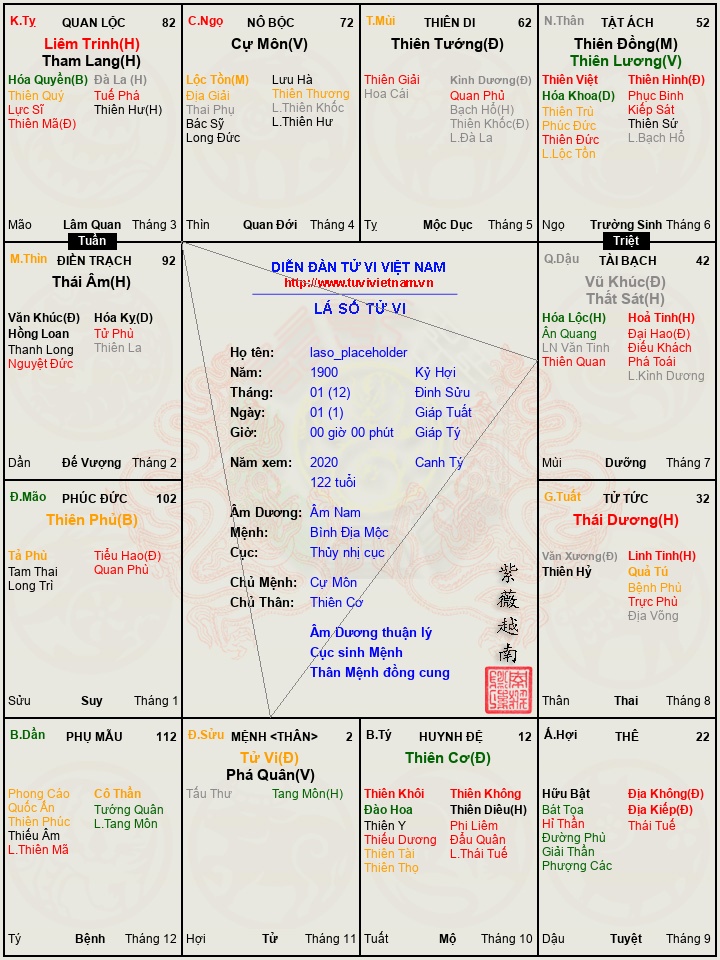 K.Tỵ QUAN LỘC 82
Liêm Trinh(H)
Tham Lang(H)
Hóa Quyền(B) Đà La (H)
Thiên Quý Tuế Phá
Lực Sĩ Thiên Hư(H)
Thiên Mã(Đ)
Mão Lâm Quan Tháng 3
C.Ngọ NÔ BỘC 72
Cự Môn(V)
Lộc Tồn(M) Lưu Hà
Địa Giải Thiên Thương
Thai Phụ L.Thiên Khốc
Bác Sỹ L.Thiên Hư
Long Đức
Thìn Quan Đới Tháng 4
T.Mùi THIÊN DI 62
Thiên Tướng(Đ)
Thiên Giải Kình Dương(Đ)
Hoa Cái Quan Phủ
Bạch Hổ(H)
Thiên Khốc(Đ)
L.Đà La
Tỵ Mộc Dục Tháng 5
N.Thân TẬT ÁCH 52
Thiên Đồng(M)
Thiên Lương(V)
Thiên Việt Thiên Hình(Đ)
Hóa Khoa(D) Phục Binh
Thiên Trù Kiếp Sát
Phúc Đức Thiên Sứ
Thiên Đức L.Bạch Hổ
L.Lộc Tồn
Ngọ Trường Sinh Tháng 6
Tuần
Triệt
M.Thìn ĐIỀN TRẠCH 92
Thái Âm(H)
Văn Khúc(Đ) Hóa Kỵ(D)
Hồng Loan Tử Phù
Thanh Long Thiên La
Nguyệt Đức
Dần Đế Vượng Tháng 2
DIỄN ĐÀN TỬ VI VIỆT NAM
http://www.tuvivietnam.vn
LÁ SỐ TỬ VI
Họ tên: laso_placeholder
Năm: 1900 Kỷ Hợi
Tháng: 01 (12) Đinh Sửu
Ngày: 01 (1) Giáp Tuất
Giờ: 00 giờ 00 phút Giáp Tý
Năm xem: 2020 Canh Tý
122 tuổi
Âm Dương: Âm Nam
Mệnh: Bình Địa Mộc
Cục: Thủy nhị cục
Chủ Mệnh: Cự Môn
Chủ Thân: Thiên Cơ
Âm Dương thuận lý
Cục sinh Mệnh
Thân Mệnh đồng cung
紫
薇
越
南
Q.Dậu TÀI BẠCH 42
Vũ Khúc(Đ)
Thất Sát(H)
Hóa Lộc(H) Hoả Tinh(H)
Ân Quang Đại Hao(Đ)
LN Văn Tinh Điếu Khách
Thiên Quan Phá Toái
L.Kình Dương
Mùi Dưỡng Tháng 7
Đ.Mão PHÚC ĐỨC 102
Thiên Phủ(B)
Tả Phù Tiểu Hao(Đ)
Tam Thai Quan Phù
Long Trì
Sửu Suy Tháng 1
G.Tuất TỬ TỨC 32
Thái Dương(H)
Văn Xương(Đ) Linh Tinh(H)
Thiên Hỷ Quả Tú
Bệnh Phù
Trực Phù
Địa Võng
Thân Thai Tháng 8
B.Dần PHỤ MẪU 112
Phong Cáo Cô Thần
Quốc Ấn Tướng Quân
Thiên Phúc L.Tang Môn
Thiếu Âm
L.Thiên Mã
Tý Bệnh Tháng 12
Đ.Sửu MỆNH <THÂN> 2
Tử Vi(Đ)
Phá Quân(V)
Tấu Thư Tang Môn(H)
Hợi Tử Tháng 11
B.Tý HUYNH ĐỆ 12
Thiên Cơ(Đ)
Thiên Khôi Thiên Không
Đào Hoa Thiên Diêu(H)
Thiên Y Phi Liêm
Thiếu Dương Đẩu Quân
Thiên Tài L.Thái Tuế
Thiên Thọ
Tuất Mộ Tháng 10
Ấ.Hợi THÊ 22
Hữu Bật Địa Không(Đ)
Bát Tọa Địa Kiếp(Đ)
Hỉ Thần Thái Tuế
Đường Phù
Giải Thần
Phượng Các
Dậu Tuyệt Tháng 9